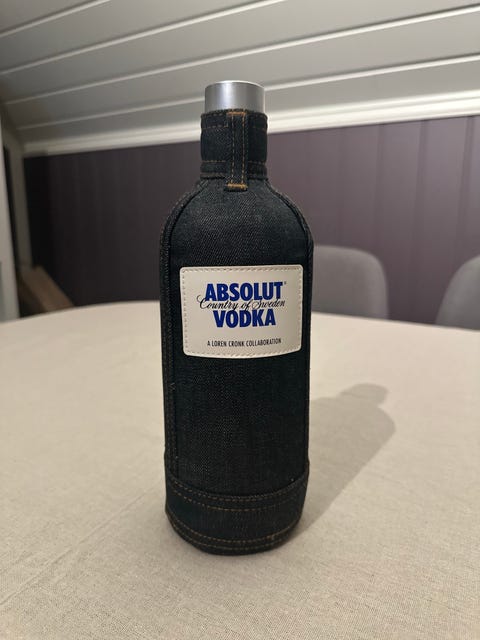 ABSOLUT®
Country of Sweden
VODKA
A LOREN CRONK COLLABORATION